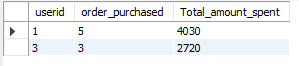 userid order_purchased Total_amount_spent
1 5 4030
3 3 2720